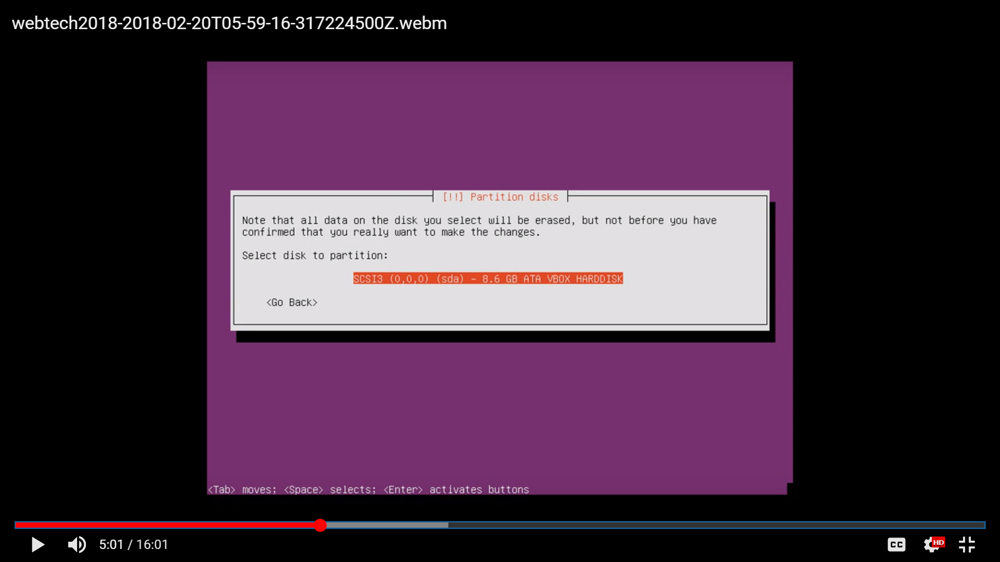 webtech2018-2018-02-20T05-59-16-317224500Z.webm
[!!] Partition disks
Note that all data on the disk you select will be erased, but not before you have
confirmed that you really want to make the changes.
Select disk to partition:
SCSI3 (0,0,0) (sda) - 8.6 GB ATA VBOX HARDDISK
<Go Back>
<Tab> moves; <Space> selects; <Enter> activates buttons
5:01 / 16:01
CC
HD